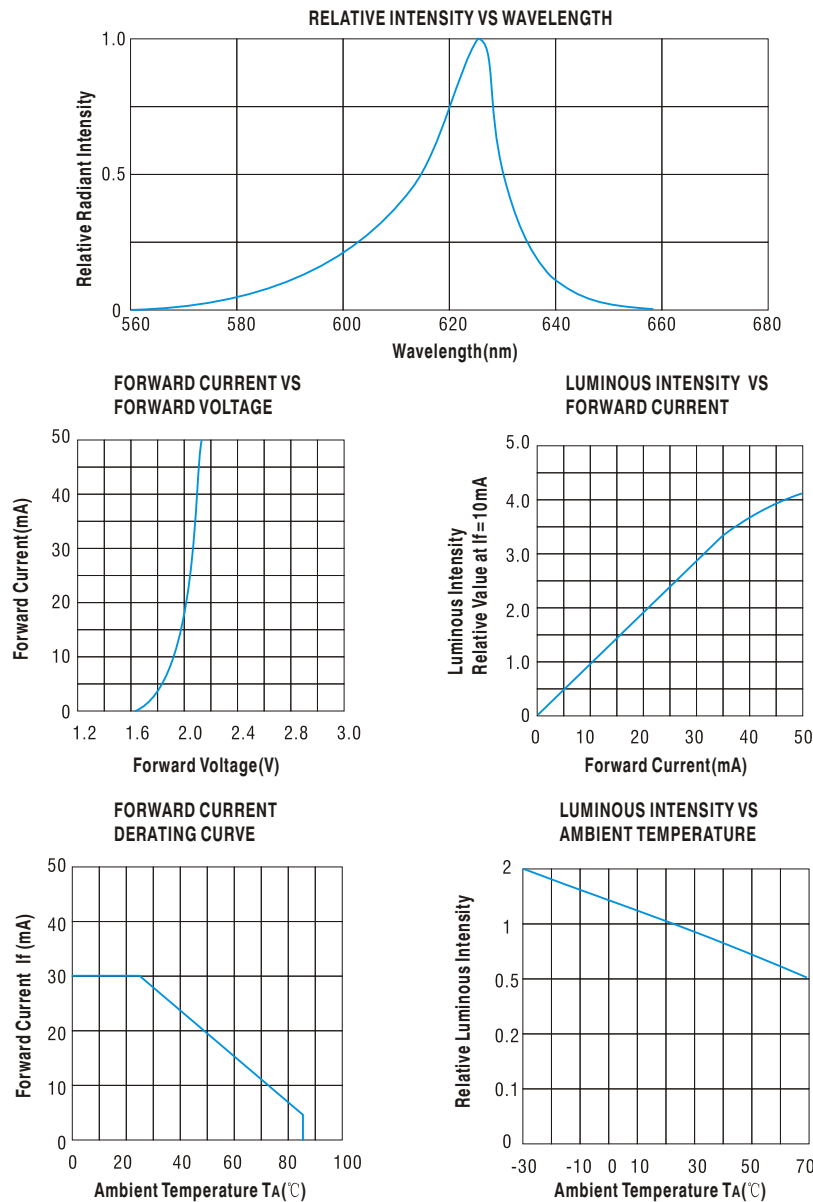 RELATIVE INTENSITY VS WAVELENGTH
1.0
0.5
0
Relative Radiant Intensity
560 580 600 620 640 660 680
Wavelength(nm)
FORWARD CURRENT VS
FORWARD VOLTAGE
50
40
30
20
10
0
Forward Current(mA)
1.2 1.6 2.0 2.4 2.8 3.0
Forward Voltage(V)
LUMINOUS INTENSITY VS
FORWARD CURRENT
5.0
4.0
3.0
2.0
1.0
0
Luminous Intensity
Relative Value at If=10mA
0 10 20 30 40 50
Forward Current(mA)
FORWARD CURRENT
DERATING CURVE
50
40
30
20
10
0
Forward Current If (mA)
0 20 40 60 80 100
Ambient Temperature TA(℃)
LUMINOUS INTENSITY VS
AMBIENT TEMPERATURE
2
1
0.5
0.2
0.1
0
Relative Luminous Intensity
-30 -10 0 10 30 50 70
Ambient Temperature TA(℃)